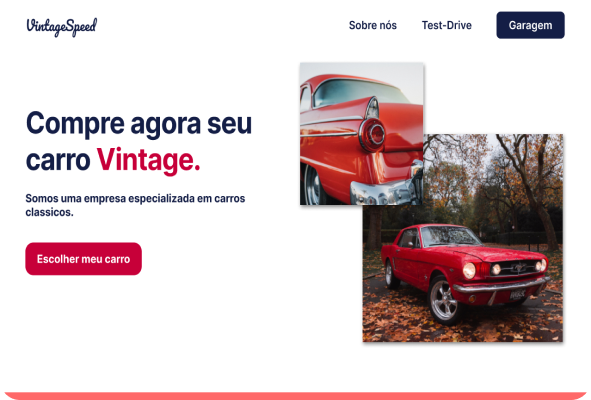 VintageSpeed
Sobre nós
Test-Drive
Garagem
Compre agora seu
carro Vintage.
Somos uma empresa especializada em carros
classicos.
Escolher meu carro